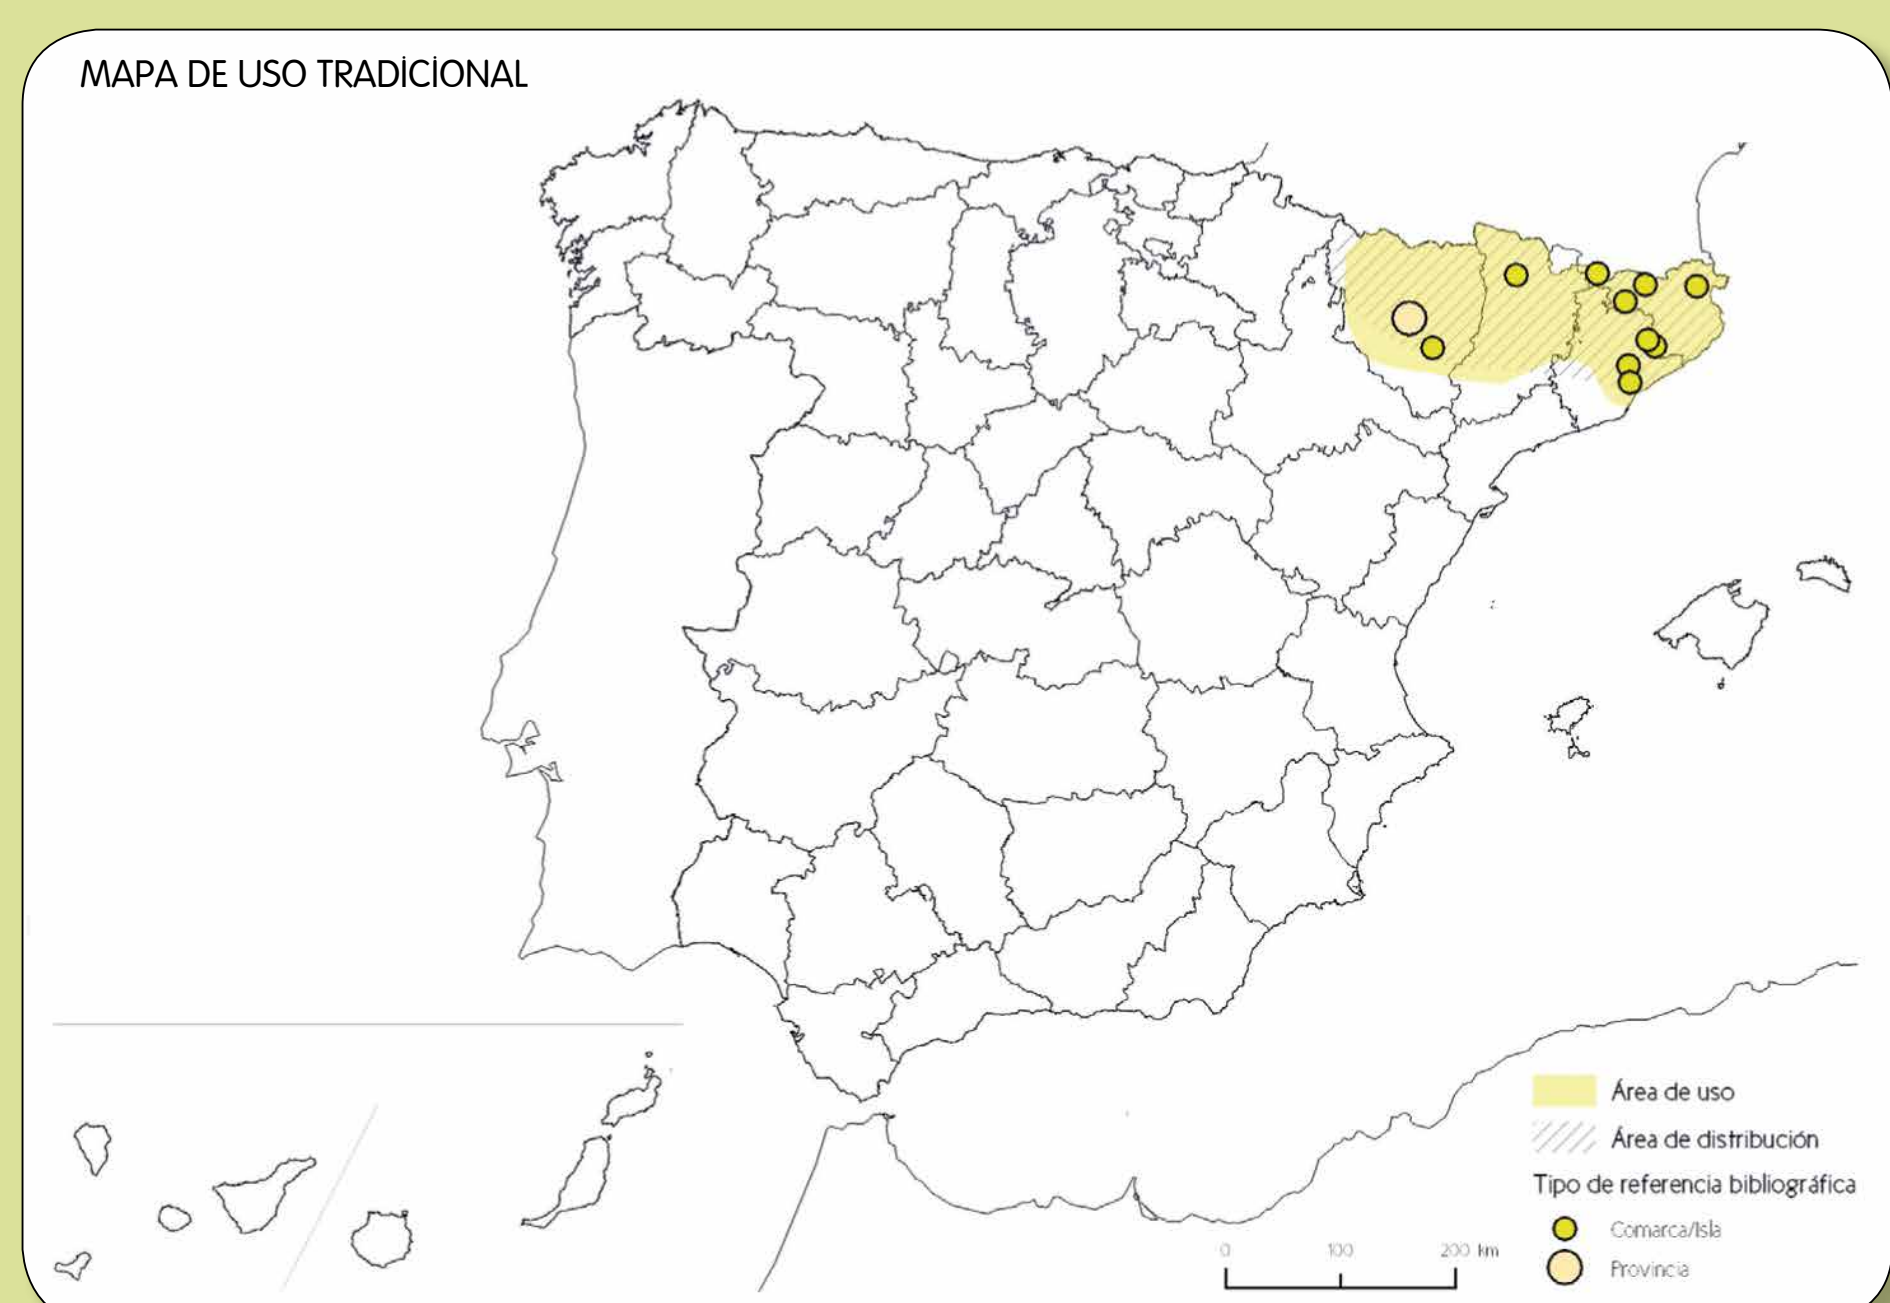 MAPA DE USO TRADICIONAL
Área de uso
Área de distribución
Tipo de referencia bibliográfica
Comarca/Isla
Provincia
0 100 200 km